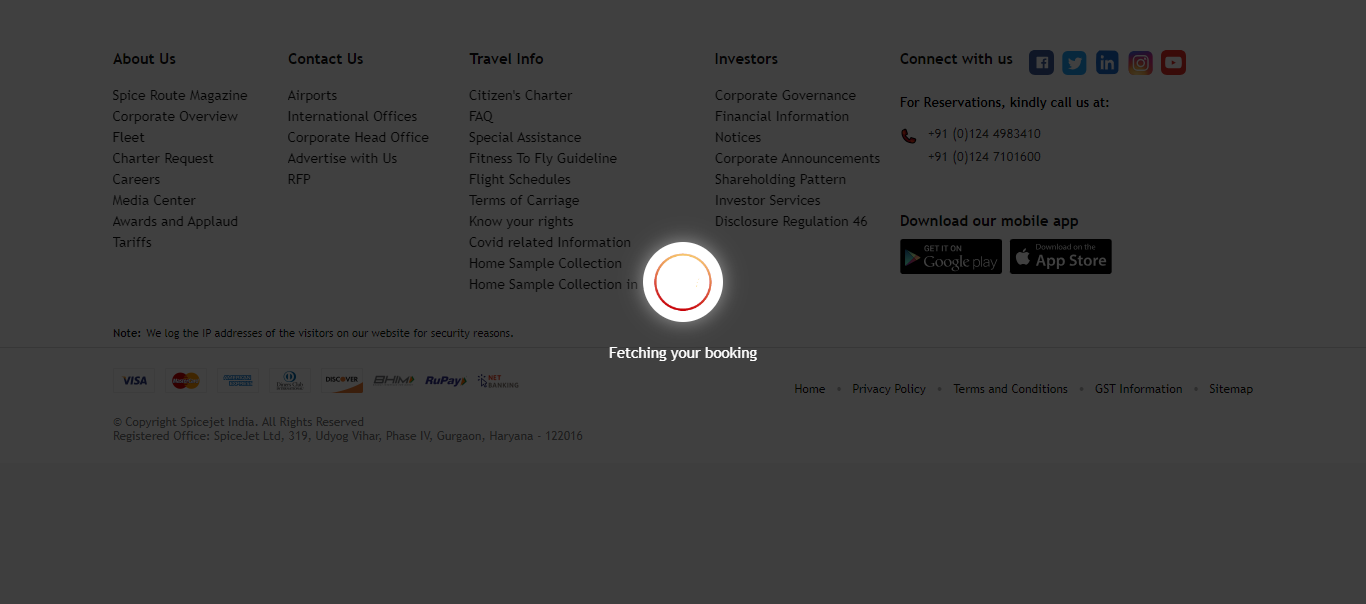 About Us
Spice Route Magazine
Corporate Overview
Fleet
Charter Request
Careers
Media Center
Awards and Applaud
Tariffs
Contact Us
Airports
International Offices
Corporate Head Office
Advertise with Us
RFP
Travel Info
Citizen's Charter
FAQ
Special Assistance
Fitness To Fly Guideline
Flight Schedules
Terms of Carriage
Know your rights
Covid related Information
Home Sample Collection
Home Sample Collection in
Investors
Corporate Governance
Financial Information
Notices
Corporate Announcements
Shareholding Pattern
Investor Services
Disclosure Regulation 46
Connect with us
For Reservations, kindly call us at:
+91 (0)124 4983410
+91 (0)124 7101600
Download our mobile app
GET IT ON
Google play
Download on the
App Store
Fetching your booking
Note: We log the IP addresses of the visitors on our website for security reasons.
VISA
MasterCard
AMERICAN EXPRESS
Diners Club
DISCOVER
BHIM
RuPay
NET BANKING
Home • Privacy Policy • Terms and Conditions • GST Information • Sitemap
© Copyright Spicejet India. All Rights Reserved
Registered Office: SpiceJet Ltd, 319, Udyog Vihar, Phase IV, Gurgaon, Haryana - 122016